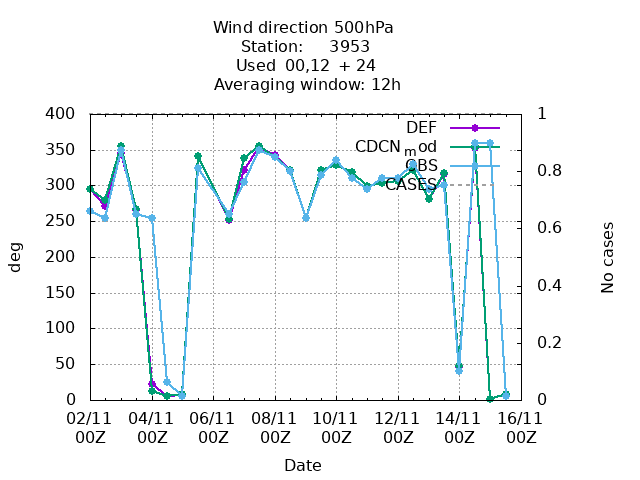 Wind direction 500hPa
Station: 3953
Used 00,12 + 24
Averaging window: 12h
400 1
DEF
350 CDCNmod
OBS 0.8
300 CASES
250 0.6
200
deg No cases
150 0.4
100
0.2
50
0 0
02/11 04/11 06/11 08/11 10/11 12/11 14/11 16/11
00Z 00Z 00Z 00Z 00Z 00Z 00Z 00Z
Date